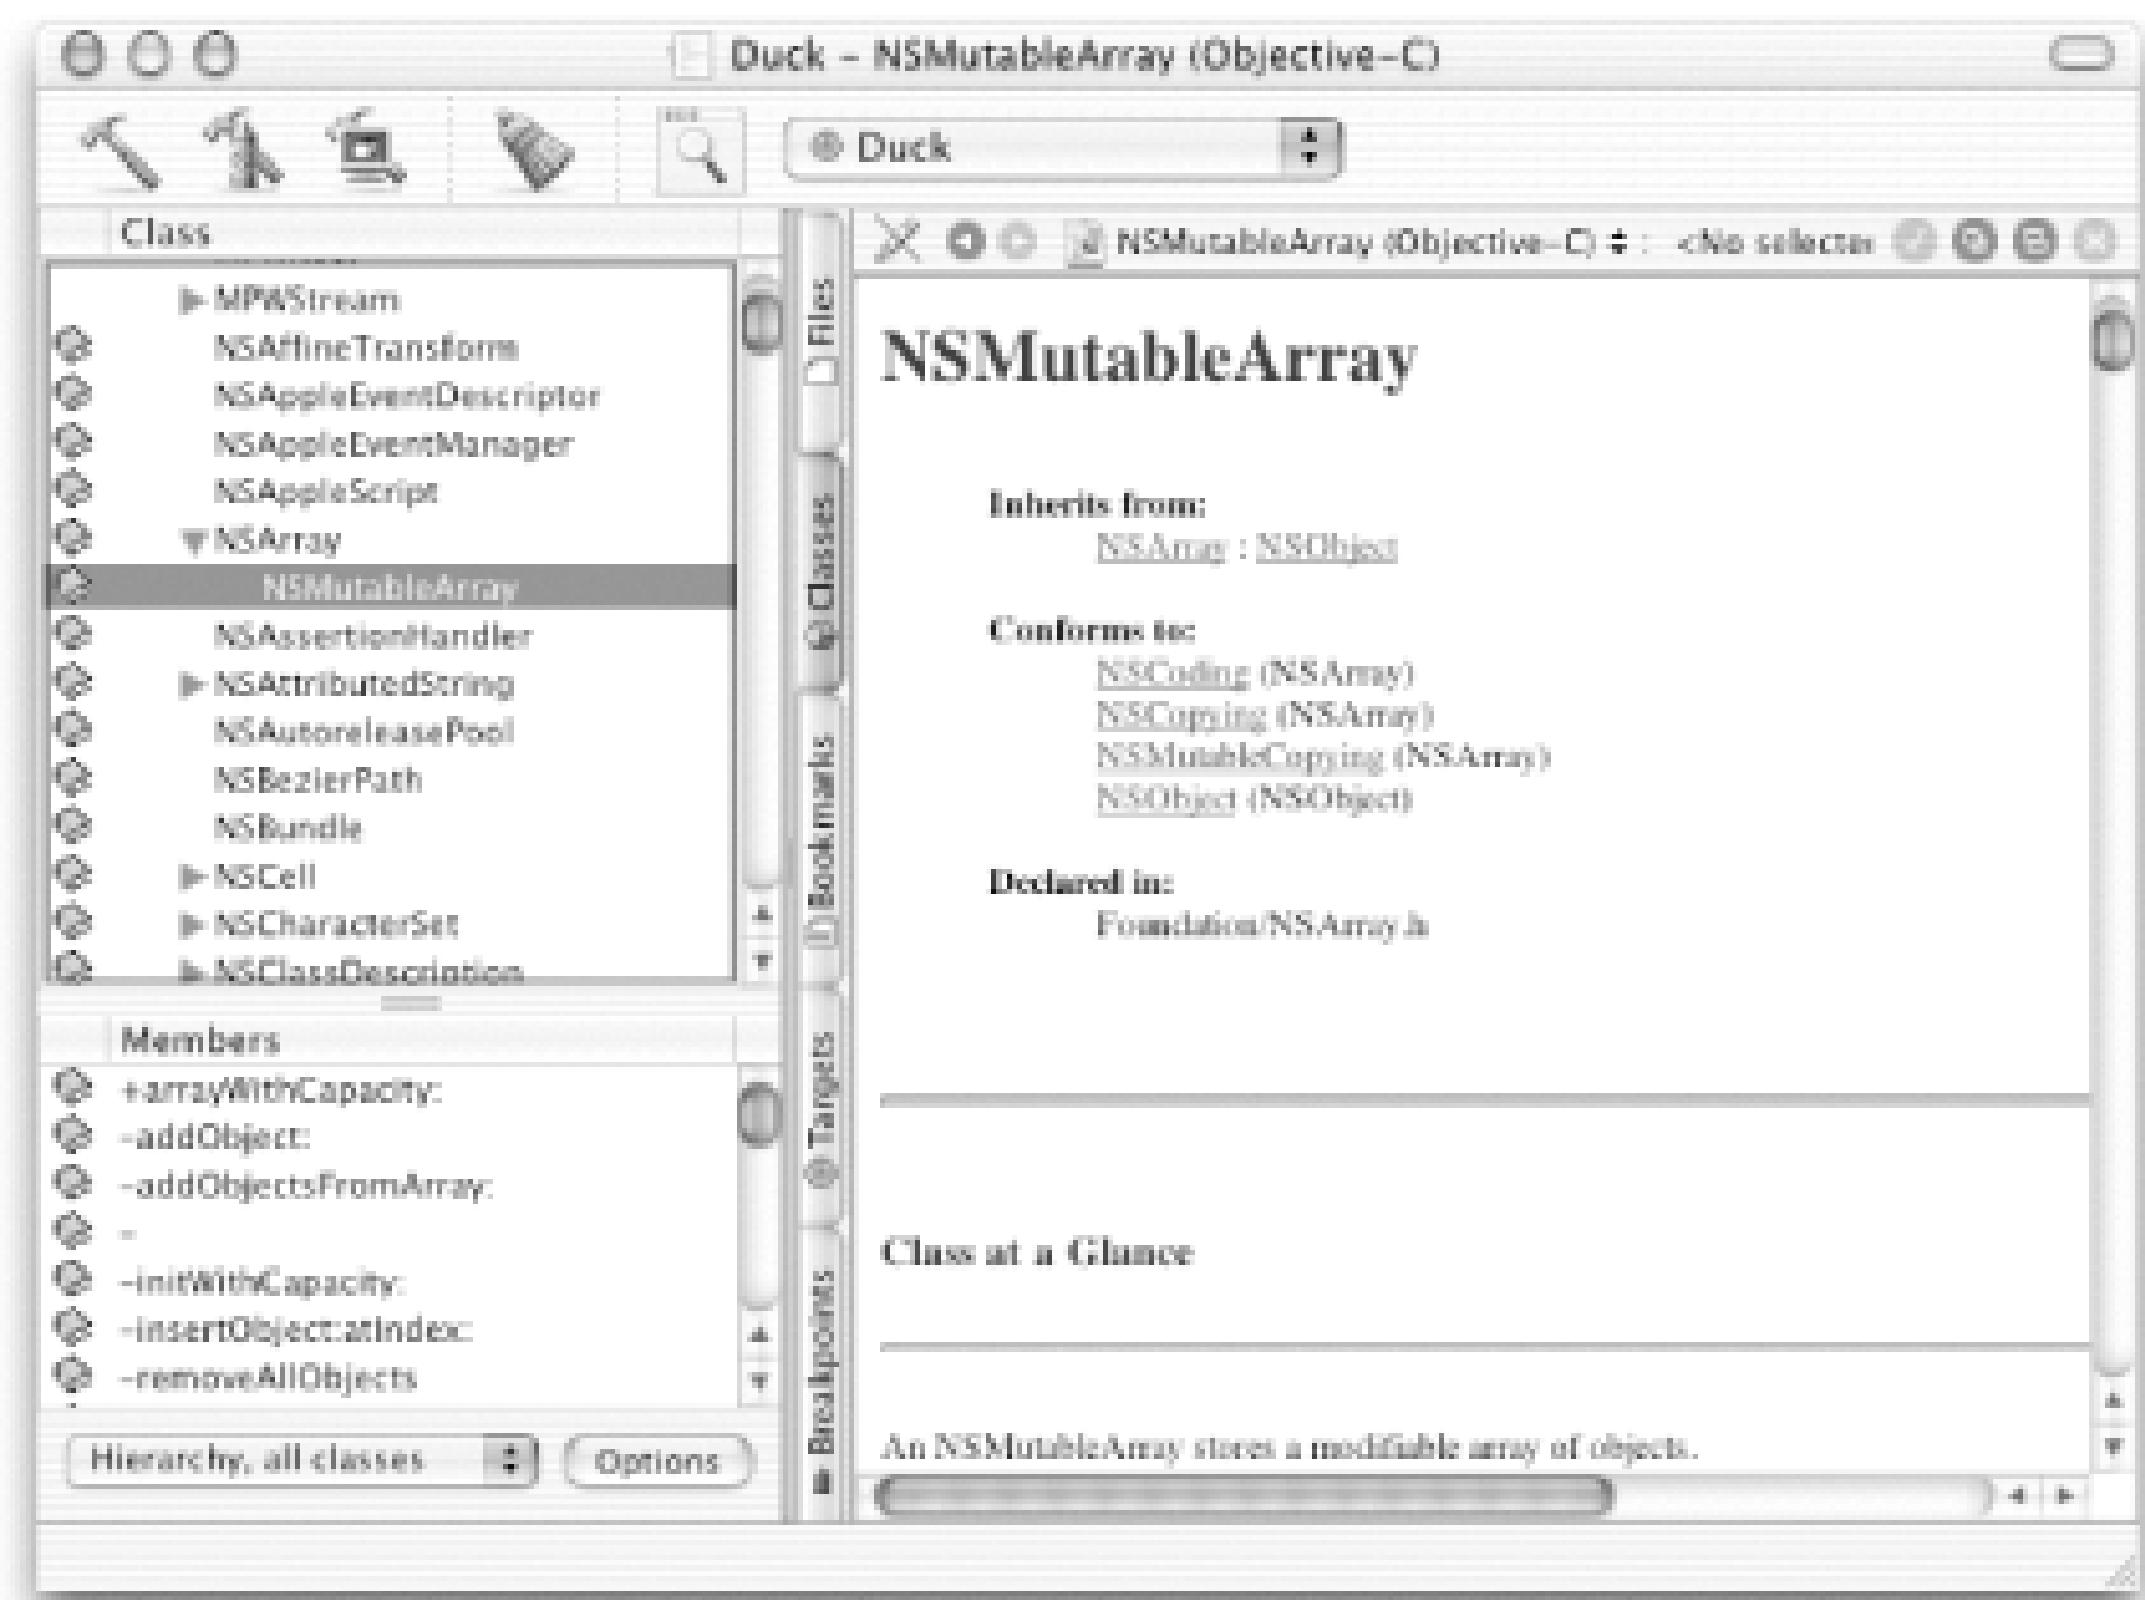 Duck – NSMutableArray (Objective-C)
Duck
Class
MPWStream
NSAffineTransform
NSAppleEventDescriptor
NSAppleEventManager
NSAppleScript
NSArray
NSMutableArray
NSAssertionHandler
NSAttributedString
NSAutoreleasePool
NSBezierPath
NSBundle
NSCell
NSCharacterSet
NSClassDescription
Members
+arrayWithCapacity:
-addObject:
-addObjectsFromArray:
-
-initWithCapacity:
-insertObject:atIndex:
-removeAllObjects
Hierarchy, all classes
Options
Files
Classes
Bookmarks
Targets
Breakpoints
NSMutableArray (Objective-C) : <No selecter
NSMutableArray
Inherits from:
NSArray : NSObject
Conforms to:
NSCoding (NSArray)
NSCopying (NSArray)
NSMutableCopying (NSArray)
NSObject (NSObject)
Declared in:
Foundation/NSArray.h
Class at a Glance
An NSMutableArray stores a modifiable array of objects.